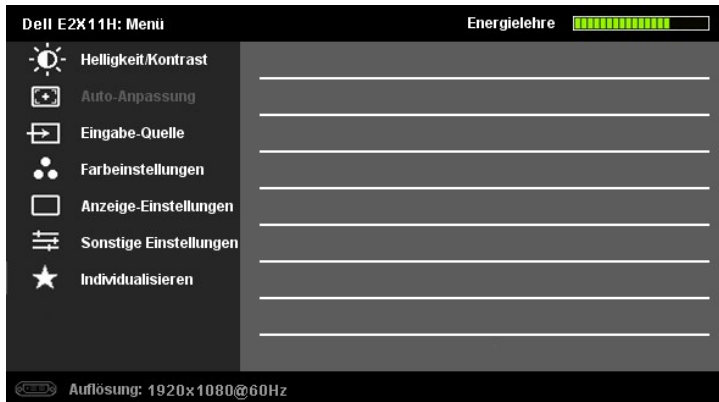 Dell E2X11H: Menü Energielehre
Helligkeit/Kontrast
Auto-Anpassung
Eingabe-Quelle
Farbeinstellungen
Anzeige-Einstellungen
Sonstige Einstellungen
Individualisieren
Auflösung: 1920x1080@60Hz